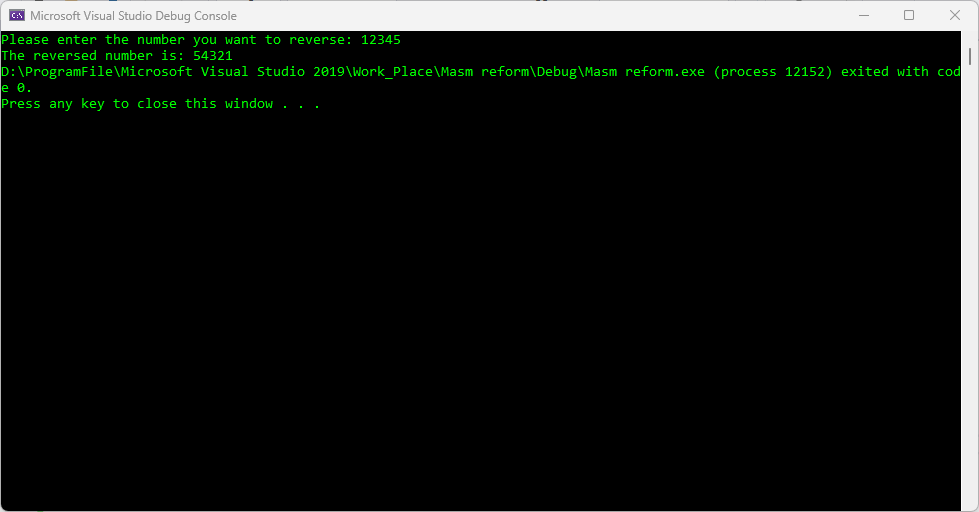 Microsoft Visual Studio Debug Console
Please enter the number you want to reverse: 12345
The reversed number is: 54321
D:\ProgramFile\Microsoft Visual Studio 2019\Work_Place\Masm reform\Debug\Masm reform.exe (process 12152) exited with cod
e 0.
Press any key to close this window . . .